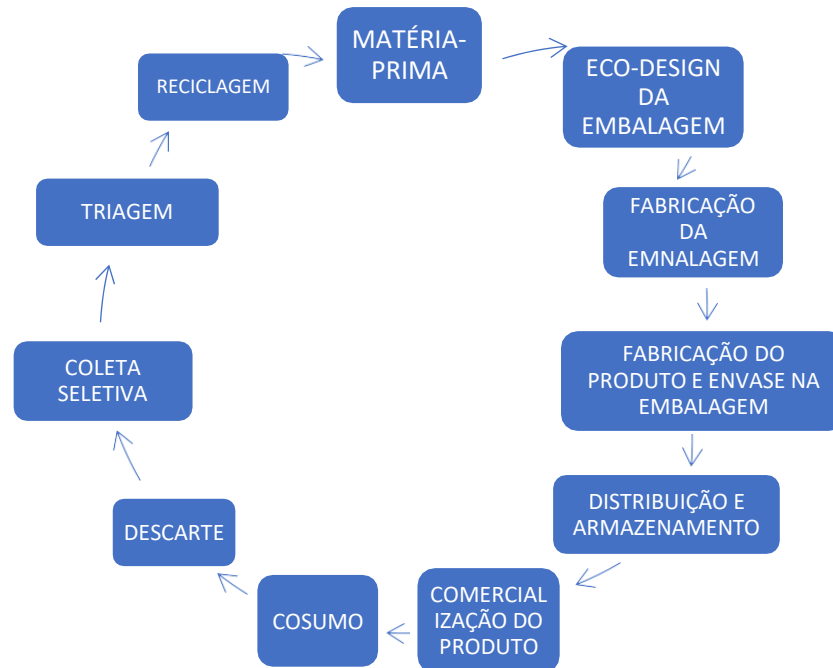 MATÉRIA-
PRIMA
ECO-DESIGN
DA
EMBALAGEM
FABRICAÇÃO
DA
EMNALAGEM
FABRICAÇÃO DO
PRODUTO E ENVASE NA
EMBALAGEM
DISTRIBUIÇÃO E
ARMAZENAMENTO
COMERCIAL
IZAÇÃO DO
PRODUTO
COSUMO
DESCARTE
COLETA
SELETIVA
TRIAGEM
RECICLAGEM